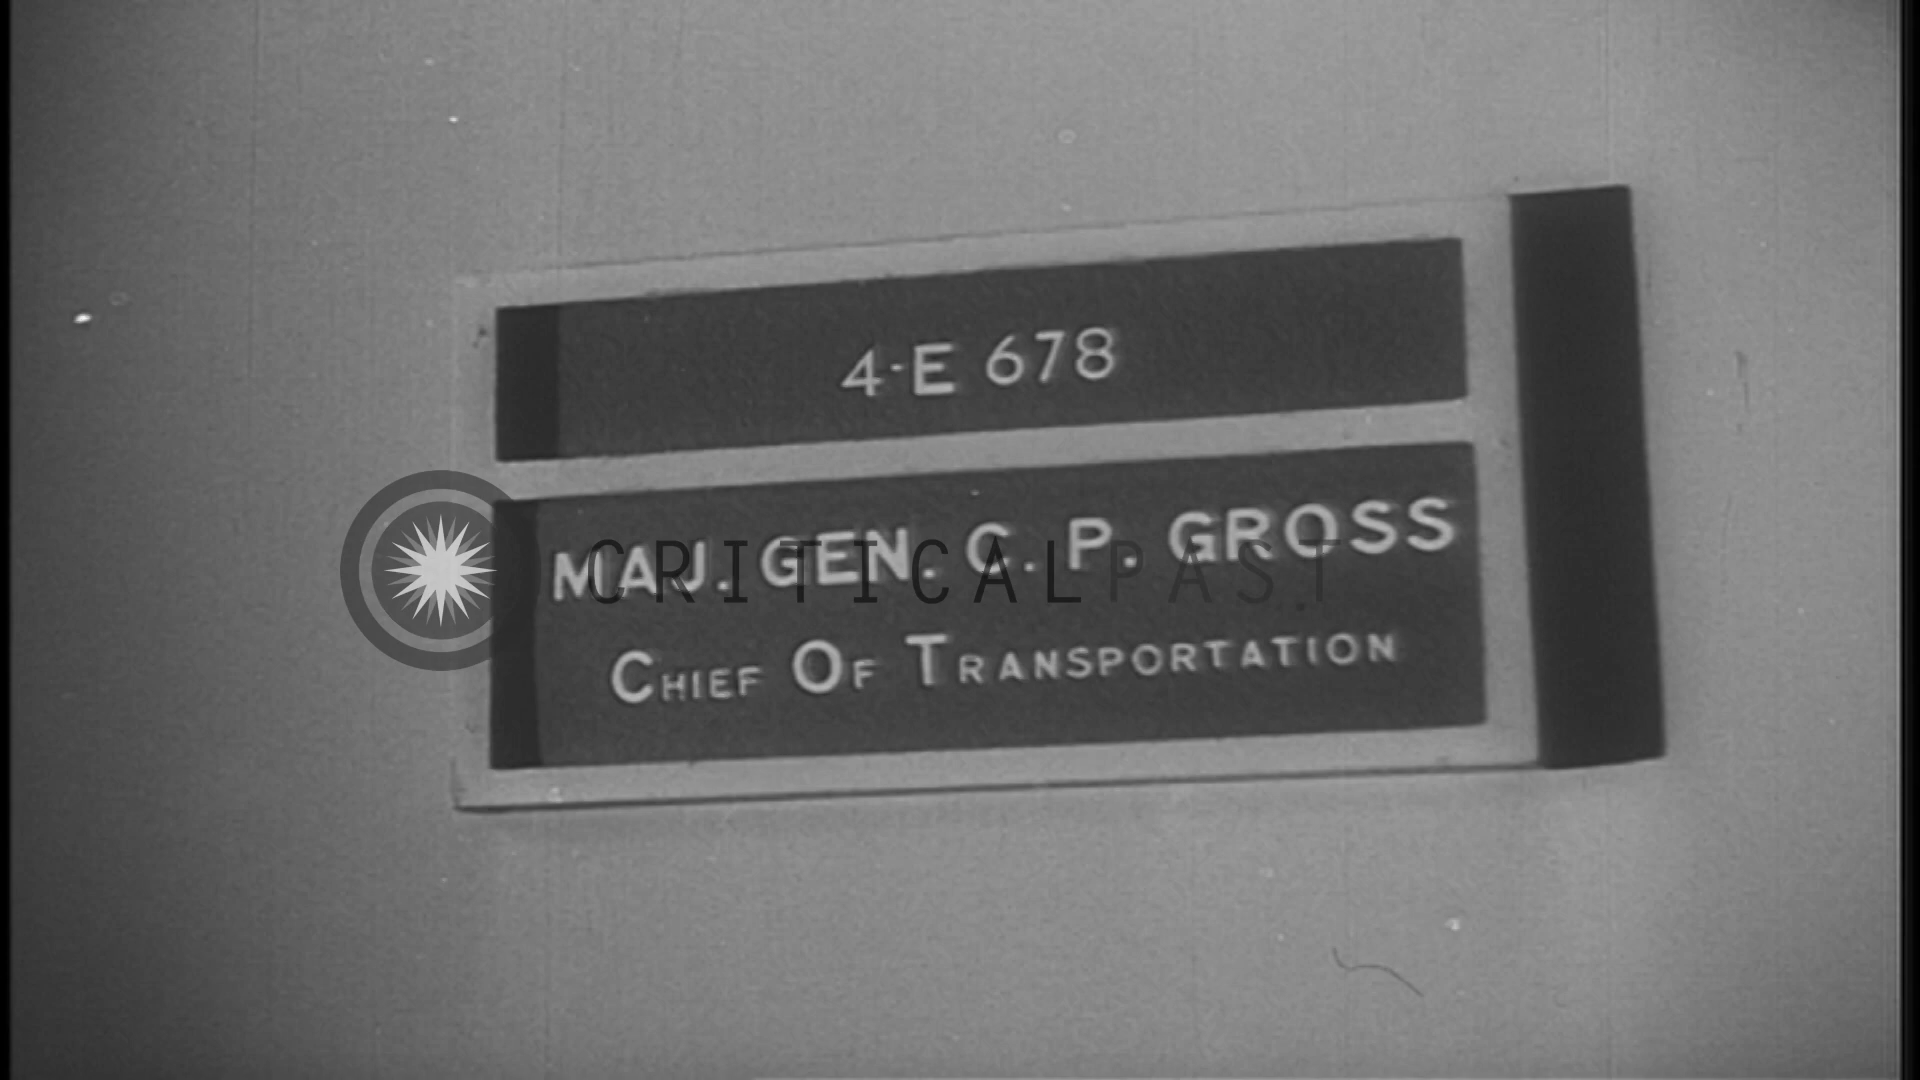 4-E 678
MAJ. GEN. C. P. GROSS
CRITICALPAST
CHIEF OF TRANSPORTATION